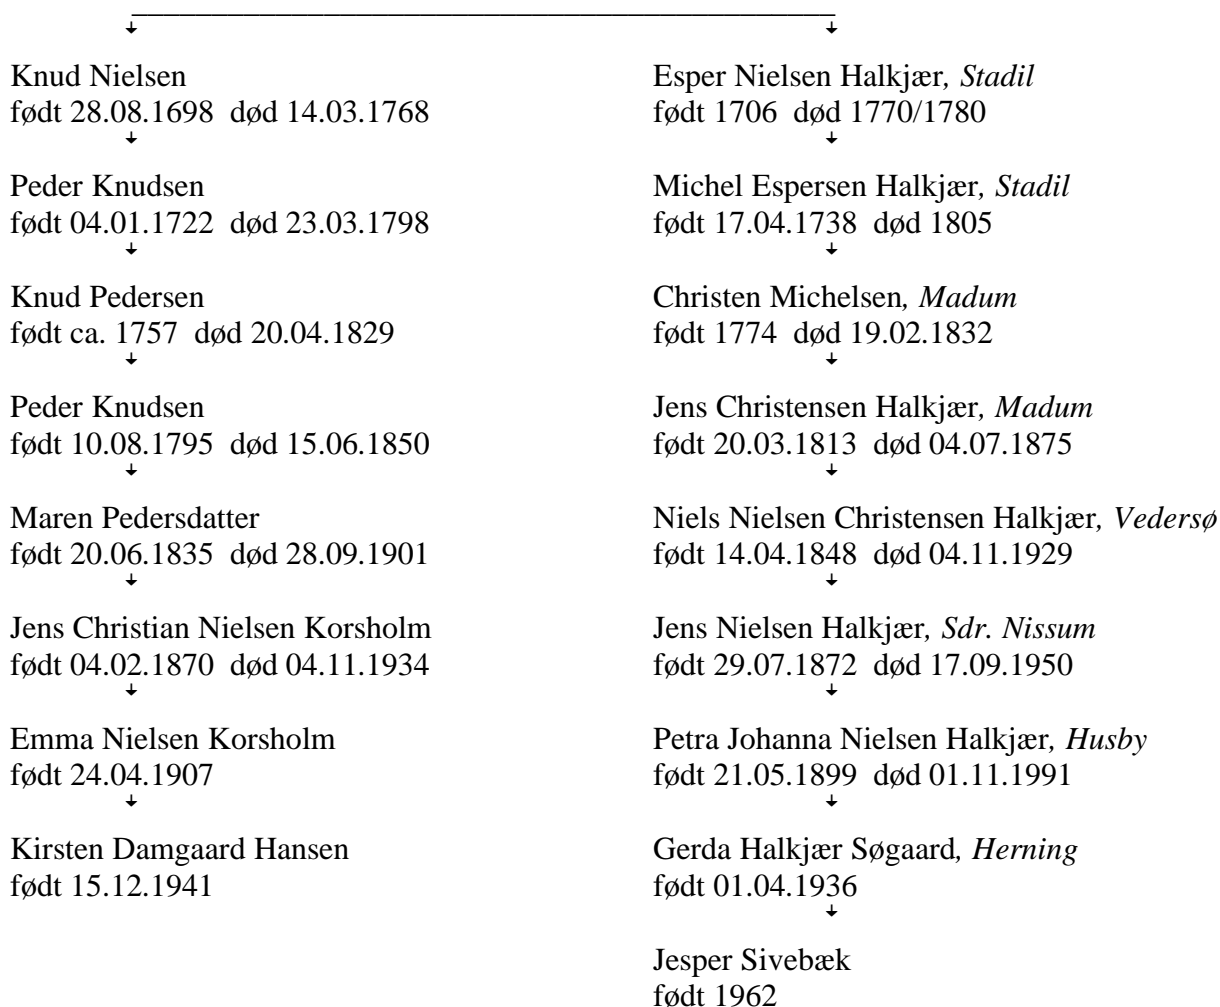 Knud Nielsen
født 28.08.1698 død 14.03.1768
Peder Knudsen
født 04.01.1722 død 23.03.1798
Knud Pedersen
født ca. 1757 død 20.04.1829
Peder Knudsen
født 10.08.1795 død 15.06.1850
Maren Pedersdatter
født 20.06.1835 død 28.09.1901
Jens Christian Nielsen Korsholm
født 04.02.1870 død 04.11.1934
Emma Nielsen Korsholm
født 24.04.1907
Kirsten Damgaard Hansen
født 15.12.1941
Esper Nielsen Halkjær, Stadil
født 1706 død 1770/1780
Michel Espersen Halkjær, Stadil
født 17.04.1738 død 1805
Christen Michelsen, Madum
født 1774 død 19.02.1832
Jens Christensen Halkjær, Madum
født 20.03.1813 død 04.07.1875
Niels Nielsen Christensen Halkjær, Vedersø
født 14.04.1848 død 04.11.1929
Jens Nielsen Halkjær, Sdr. Nissum
født 29.07.1872 død 17.09.1950
Petra Johanna Nielsen Halkjær, Husby
født 21.05.1899 død 01.11.1991
Gerda Halkjær Søgaard, Herning
født 01.04.1936
Jesper Sivebæk
født 1962